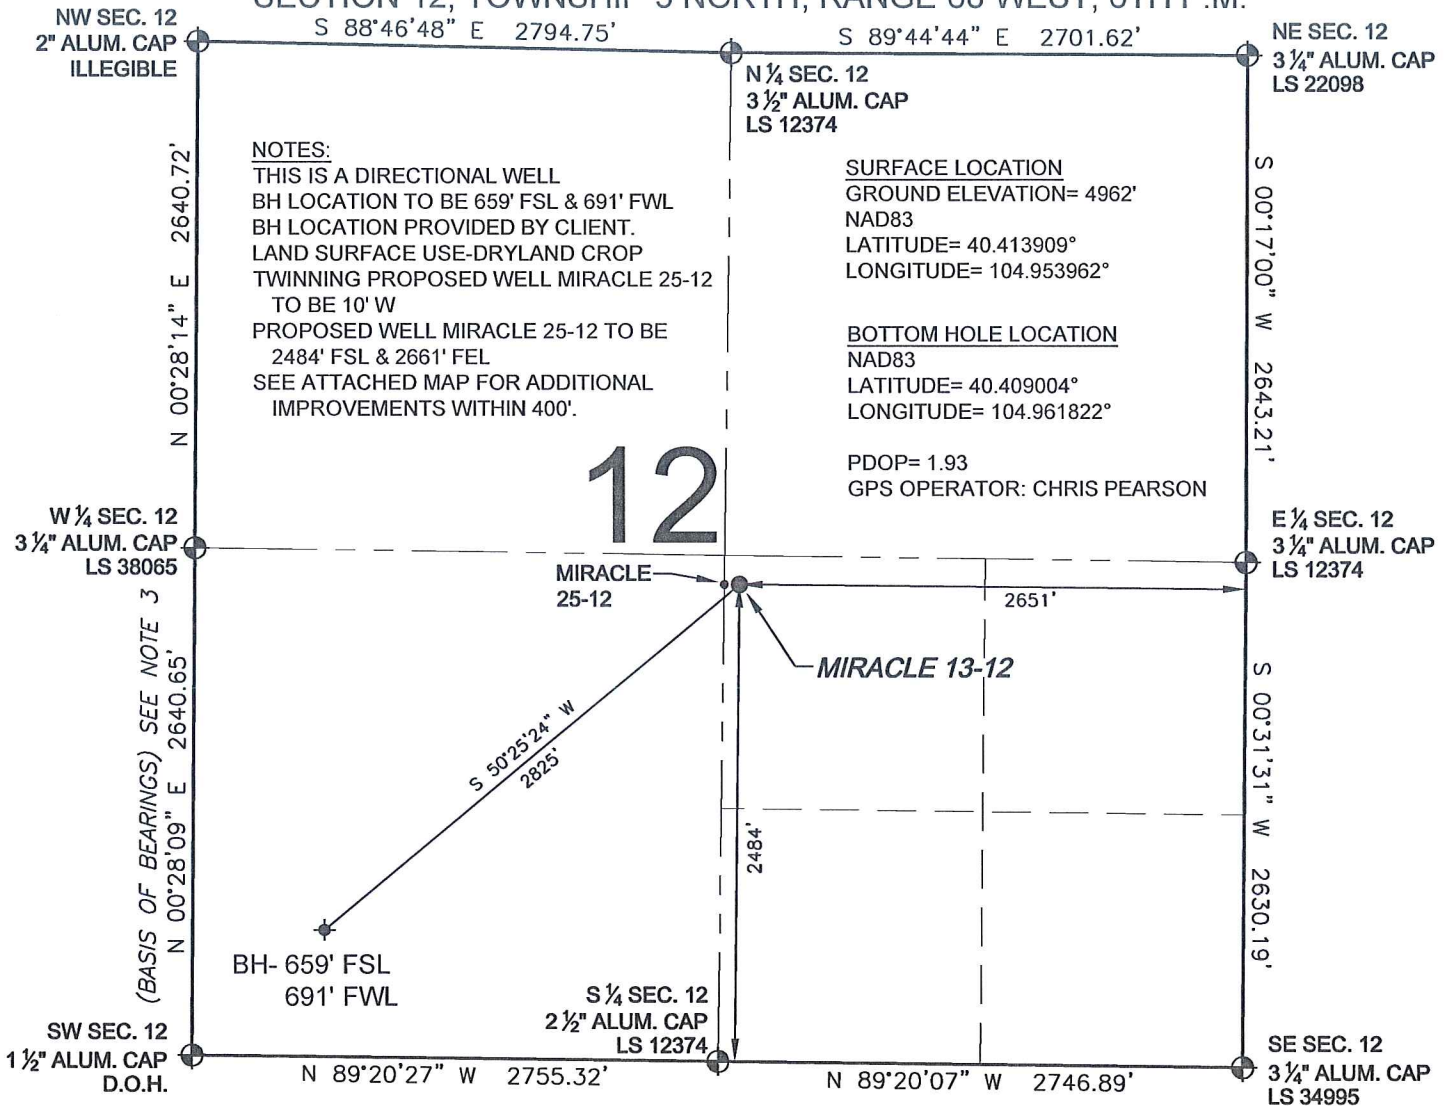 NW SEC. 12
2" ALUM. CAP
ILLEGIBLE
S 88°46'48" E 2794.75'
S 89°44'44" E 2701.62'
NE SEC. 12
3 ¼" ALUM. CAP
LS 22098
N ¼ SEC. 12
3 ½" ALUM. CAP
LS 12374
N 00°28'14" E 2640.72'
NOTES:
THIS IS A DIRECTIONAL WELL
BH LOCATION TO BE 659' FSL & 691' FWL
BH LOCATION PROVIDED BY CLIENT.
LAND SURFACE USE-DRYLAND CROP
TWINNING PROPOSED WELL MIRACLE 25-12
TO BE 10' W
PROPOSED WELL MIRACLE 25-12 TO BE
2484' FSL & 2661' FEL
SEE ATTACHED MAP FOR ADDITIONAL
IMPROVEMENTS WITHIN 400'.
SURFACE LOCATION
GROUND ELEVATION= 4962'
NAD83
LATITUDE= 40.413909°
LONGITUDE= 104.953962°
BOTTOM HOLE LOCATION
NAD83
LATITUDE= 40.409004°
LONGITUDE= 104.961822°
PDOP= 1.93
GPS OPERATOR: CHRIS PEARSON
S 00°17'00" W 2643.21'
12
W ¼ SEC. 12
3 ¼" ALUM. CAP
LS 38065
E ¼ SEC. 12
3 ¼" ALUM. CAP
LS 12374
MIRACLE
25-12
2651'
MIRACLE 13-12
(BASIS OF BEARINGS) SEE NOTE 3
N 00°28'09" E 2640.65'
S 50°25'24" W
2825'
2484'
S 00°31'31" W 2630.19'
BH- 659' FSL
691' FWL
S ¼ SEC. 12
2 ½" ALUM. CAP
LS 12374
SW SEC. 12
1 ½" ALUM. CAP
D.O.H.
N 89°20'27" W 2755.32'
N 89°20'07" W 2746.89'
SE SEC. 12
3 ¼" ALUM. CAP
LS 34995